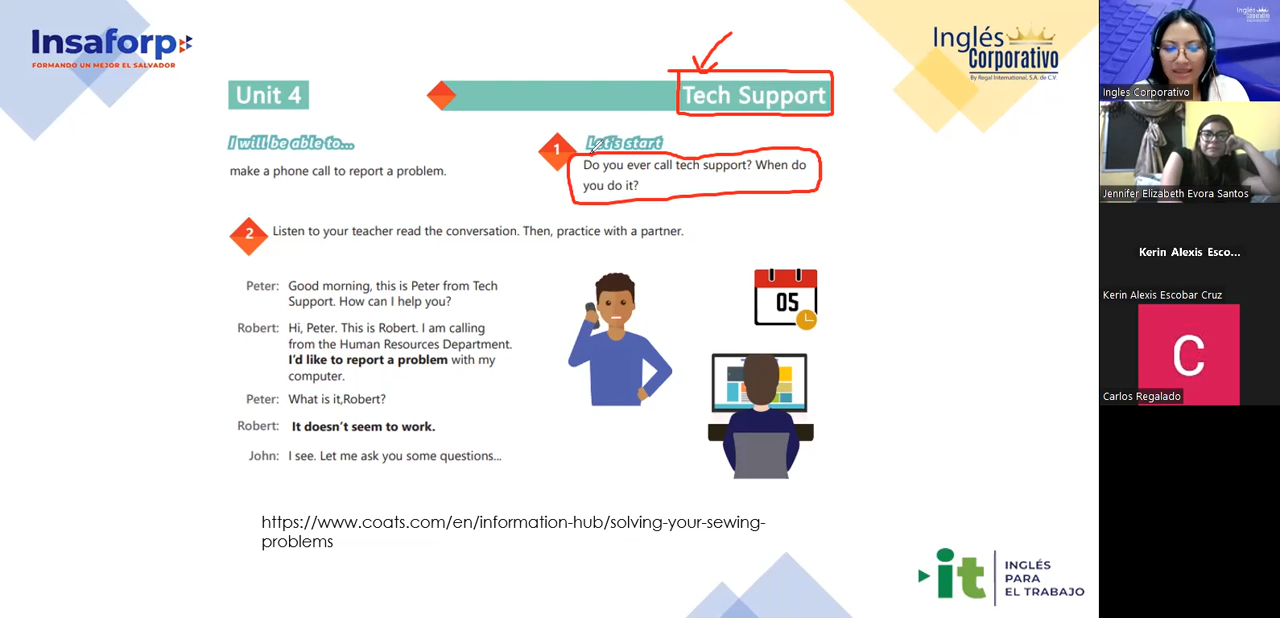 Insaforp
FORMANDO UN MEJOR EL SALVADOR
Inglés
Corporativo
By Regal International, S.A. de C.V.
Unit 4
Tech Support
I will be able to...
make a phone call to report a problem.
1
Let's start
Do you ever call tech support? When do
you do it?
2
Listen to your teacher read the conversation. Then, practice with a partner.
Peter: Good morning, this is Peter from Tech
Support. How can I help you?
Robert: Hi, Peter. This is Robert. I am calling
from the Human Resources Department.
I'd like to report a problem with my
computer.
Peter: What is it,Robert?
Robert: It doesn't seem to work.
John: I see. Let me ask you some questions...
05
https://www.coats.com/en/information-hub/solving-your-sewing-
problems
it
INGLÉS
PARA
EL TRABAJO
Inglés
Corporativo
Ingles Corporativo
Jennifer Elizabeth Evora Santos
Kerin Alexis Esco...
Kerin Alexis Escobar Cruz
C
Carlos Regalado